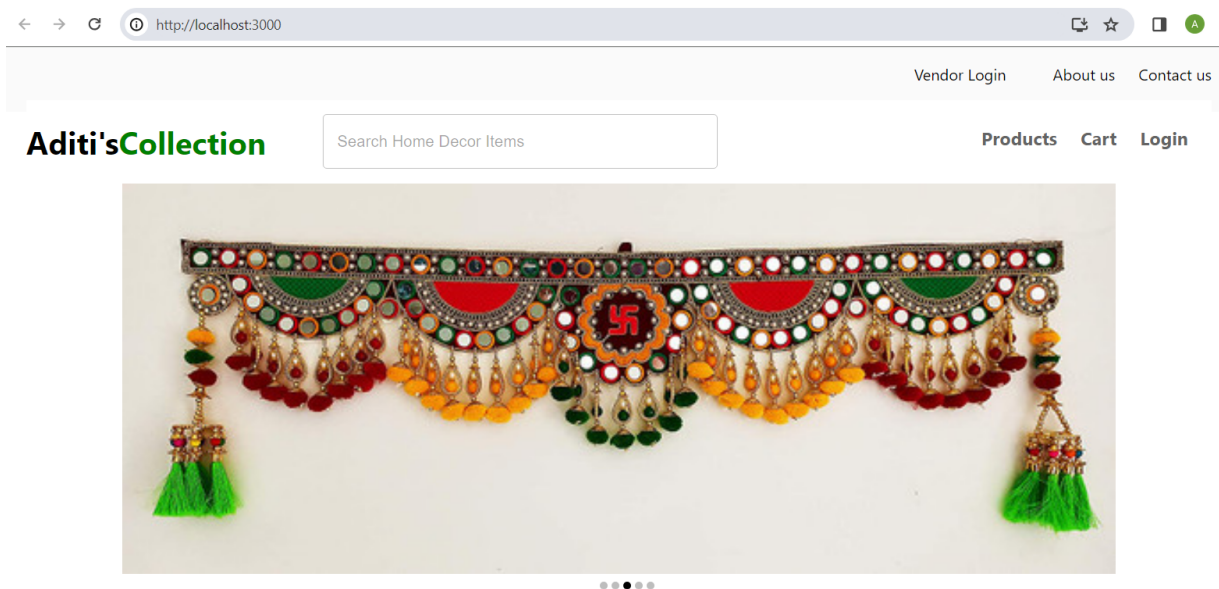 http://localhost:3000
A
Vendor Login About us Contact us
Aditi'sCollection Search Home Decor Items Products Cart Login